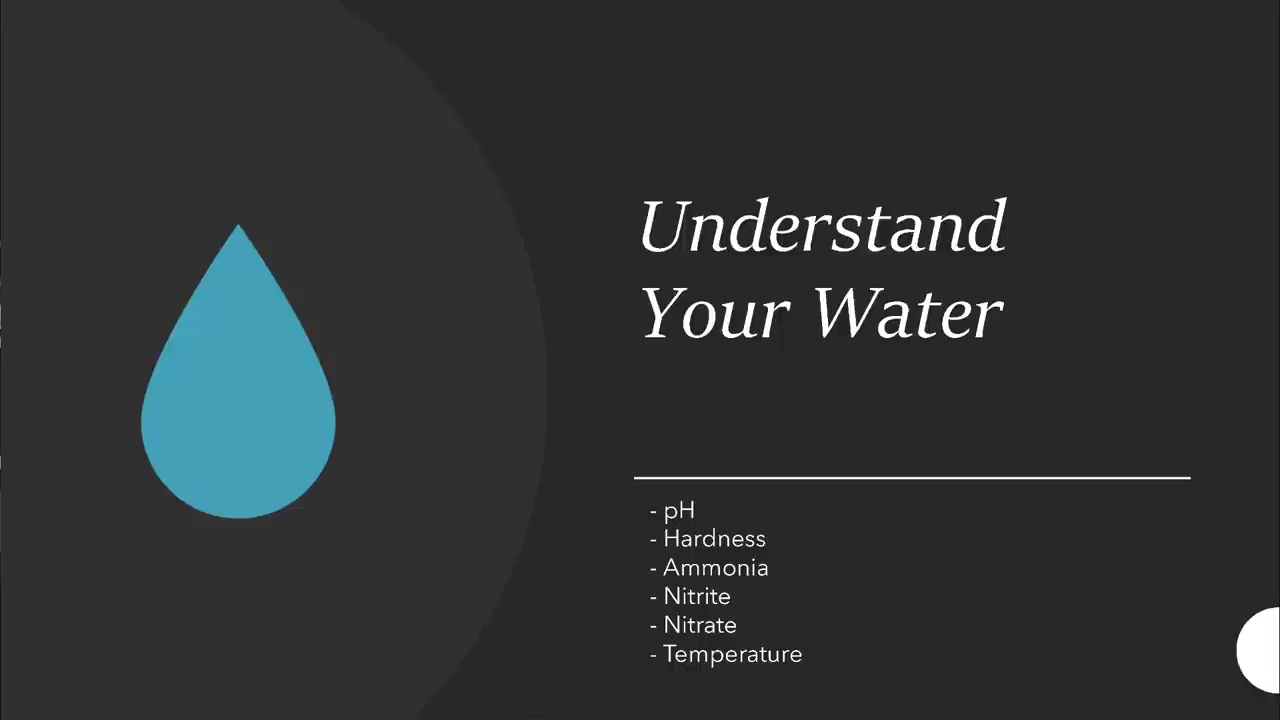 Understand
Your Water
- pH
- Hardness
- Ammonia
- Nitrite
- Nitrate
- Temperature